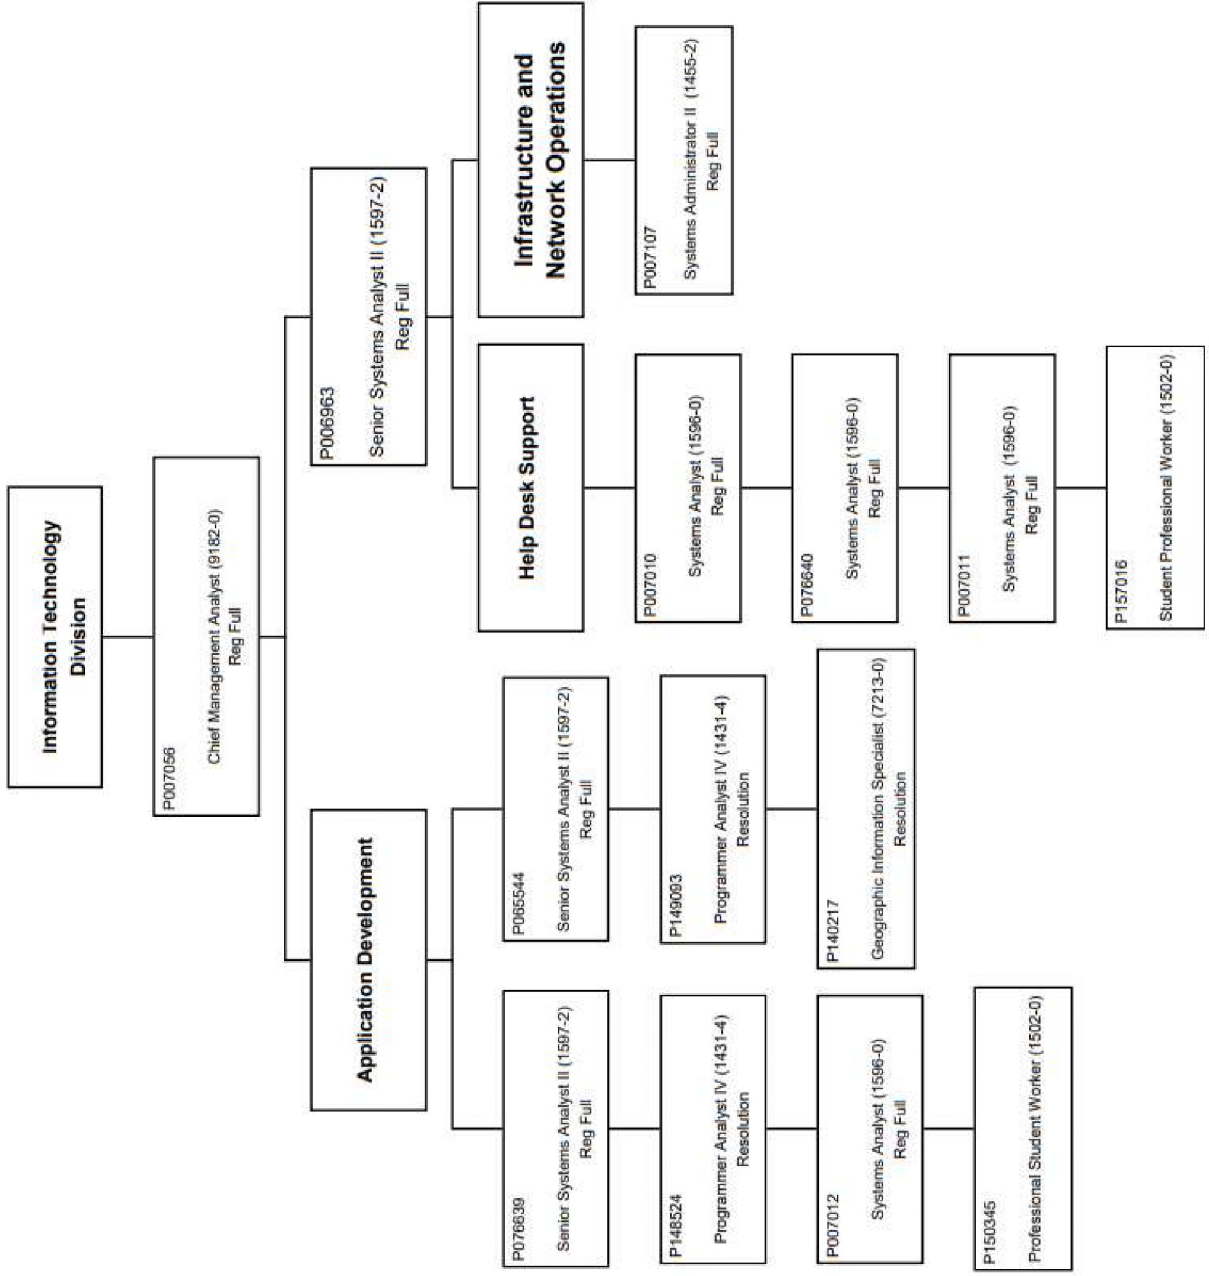 Information Technology
Division
P007056
Chief Management Analyst (9182-0)
Reg Full
Application Development
P006963
Senior Systems Analyst II (1597-2)
Reg Full
P076639
Senior Systems Analyst II (1597-2)
Reg Full
P148524
Programmer Analyst IV (1431-4)
Resolution
P007012
Systems Analyst (1596-0)
Reg Full
P150345
Professional Student Worker (1502-0)
P065544
Senior Systems Analyst II (1597-2)
Reg Full
P149093
Programmer Analyst IV (1431-4)
Resolution
P140217
Geographic Information Specialist (7213-0)
Resolution
Help Desk Support
P007010
Systems Analyst (1596-0)
Reg Full
P076640
Systems Analyst (1596-0)
Reg Full
P007011
Systems Analyst (1596-0)
Reg Full
P157016
Student Professional Worker (1502-0)
Infrastructure and
Network Operations
P007107
Systems Administrator II (1455-2)
Reg Full